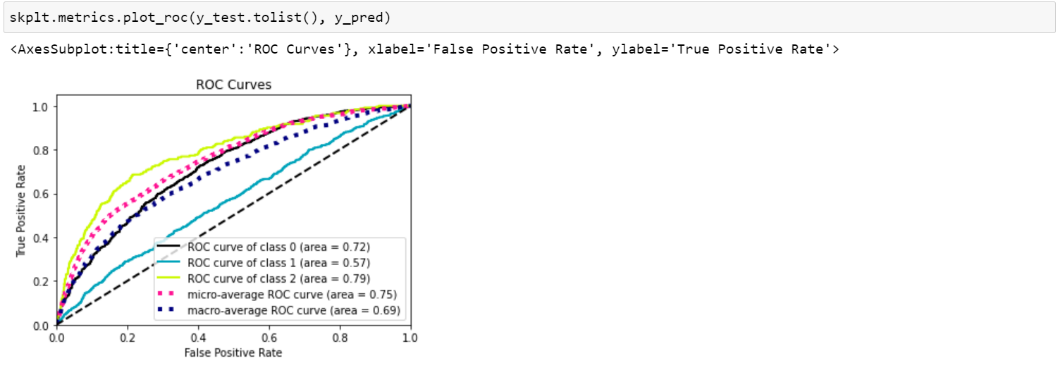 skplt.metrics.plot_roc(y_test.tolist(), y_pred)
<AxesSubplot:title={'center':'ROC Curves'}, xlabel='False Positive Rate', ylabel='True Positive Rate'>
ROC Curves
True Positive Rate
1.0
0.8
0.6
0.4
0.2
0.0
ROC curve of class 0 (area = 0.72)
ROC curve of class 1 (area = 0.57)
ROC curve of class 2 (area = 0.79)
micro-average ROC curve (area = 0.75)
macro-average ROC curve (area = 0.69)
0.0 0.2 0.4 0.6 0.8 1.0
False Positive Rate